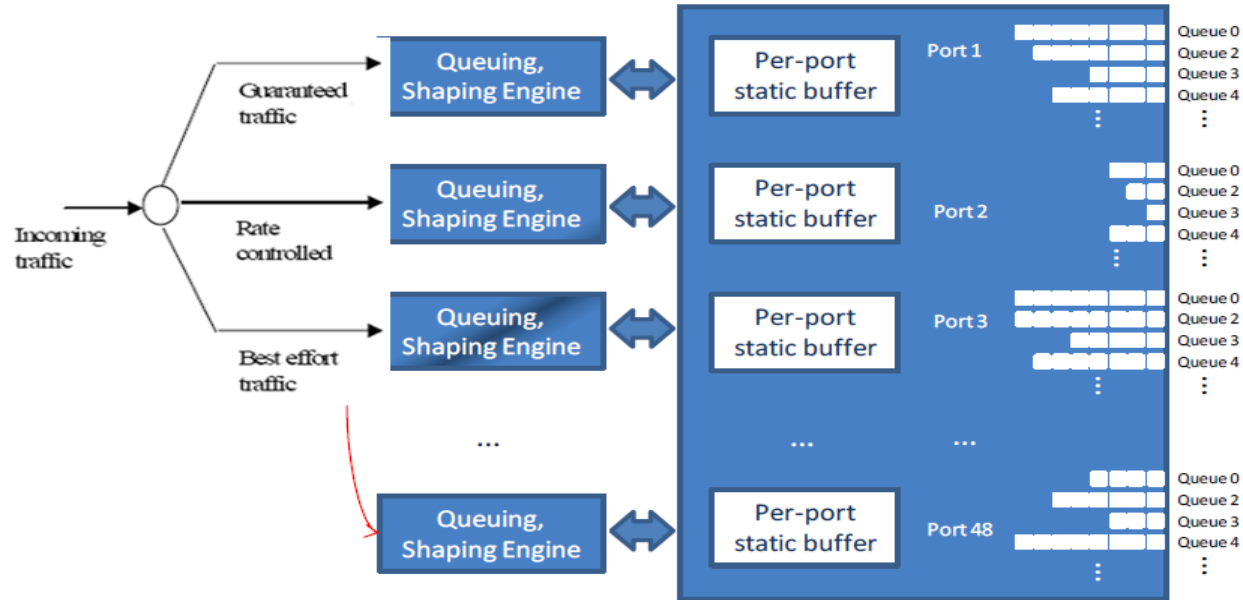 Guaranteed
traffic
Queuing,
Shaping Engine
Per-port
static buffer
Port 1
Queue 0
Queue 2
Queue 3
Queue 4
⋮
⋮
Incoming
traffic
Rate
controlled
Queuing,
Shaping Engine
Per-port
static buffer
Port 2
Queue 0
Queue 2
Queue 3
Queue 4
⋮
⋮
Best effort
traffic
Queuing,
Shaping Engine
Per-port
static buffer
Port 3
Queue 0
Queue 2
Queue 3
Queue 4
⋮
⋮
...
...
...
Queuing,
Shaping Engine
Per-port
static buffer
Port 48
Queue 0
Queue 2
Queue 3
Queue 4
⋮
⋮